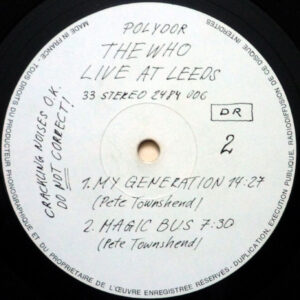 POLYDOR
THE WHO
LIVE AT LEEDS
33 STEREO 2484 006
DR
2
CRACKLING NOISES O.K.
DO NOT CORRECT!
1. MY GENERATION 14:27
(Pete Townshend)
2. MAGIC BUS 7:30
(Pete Townshend)
MADE IN FRANCE - TOUS DROITS DU PRODUCTEUR PHONOGRAPHIQUE ET DU PROPRIETAIRE DE L'ŒUVRE ENREGISTREE RESERVES - DUPLICATION, EXECUTION PUBLIQUE, RADIODIFFUSION DE CE DISQUE INTERDITES